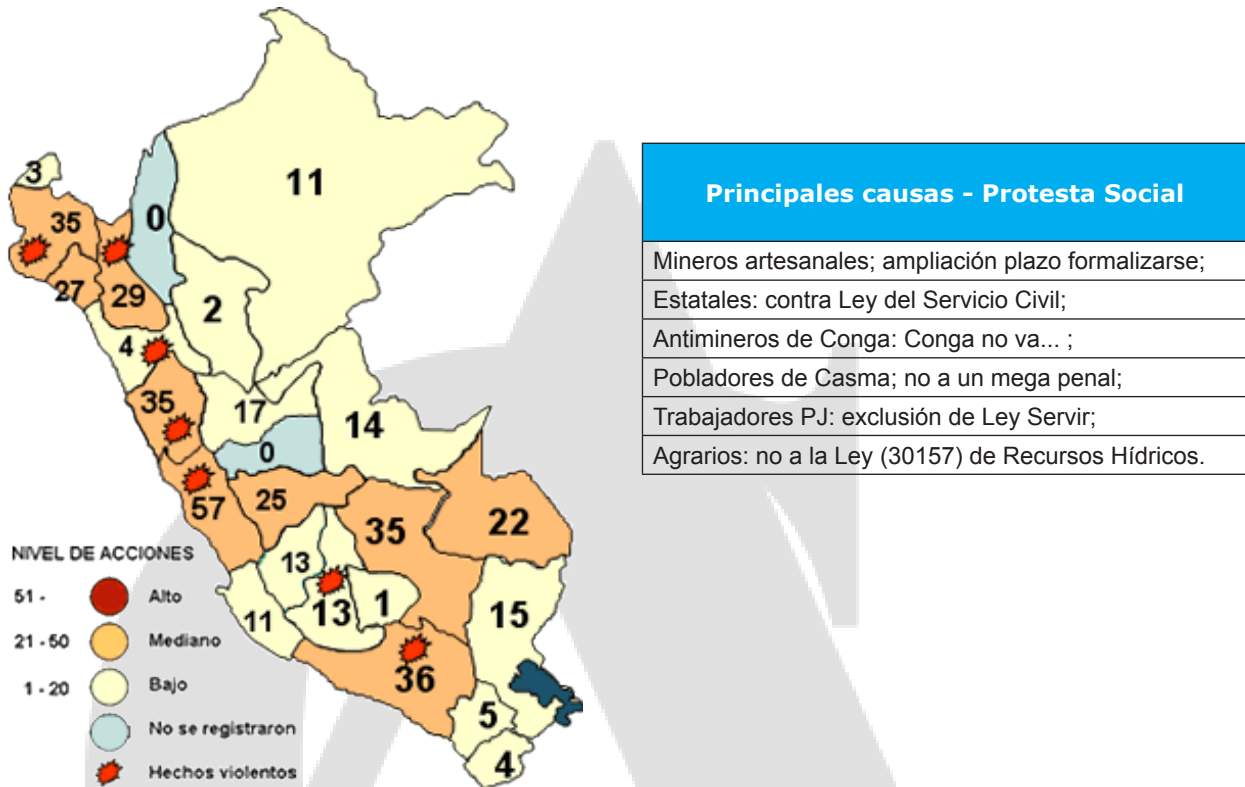 3
11
35
0
27
29
2
4
35
17
14
0
57
25
35
22
13
13
1
15
11
36
5
4
NIVEL DE ACCIONES
51 - Alto
21 - 50 Mediano
1 - 20 Bajo
No se registraron
Hechos violentos
Principales causas - Protesta Social
Mineros artesanales; ampliación plazo formalizarse;
Estatales: contra Ley del Servicio Civil;
Antimineros de Conga: Conga no va... ;
Pobladores de Casma; no a un mega penal;
Trabajadores PJ: exclusión de Ley Servir;
Agrarios: no a la Ley (30157) de Recursos Hídricos.